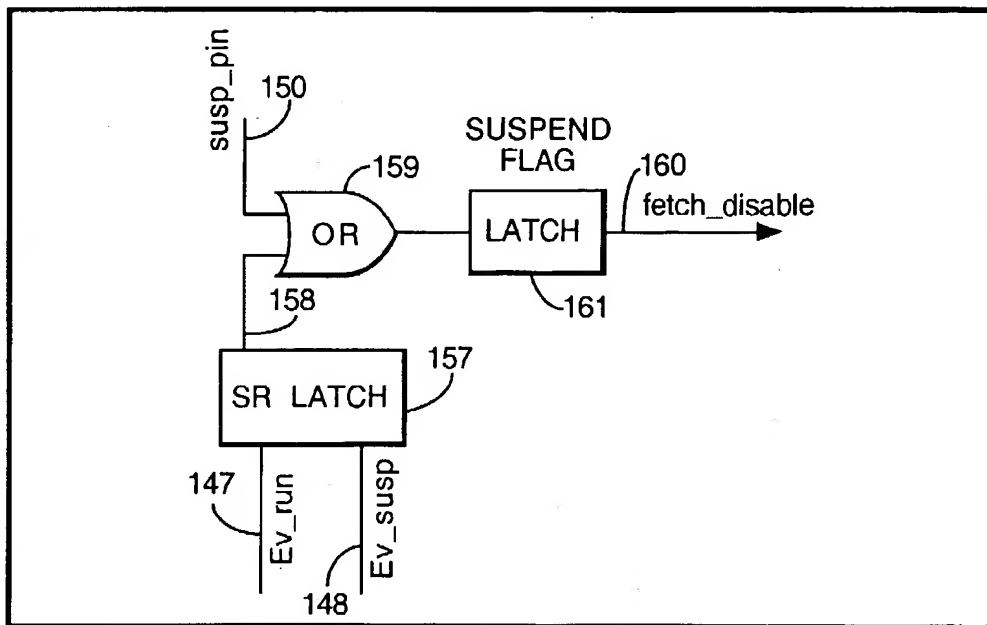 susp_pin
150
SUSPEND
FLAG
159
160
fetch_disable
OR
LATCH
161
158
157
SR LATCH
147
Ev_run
Ev_susp
148